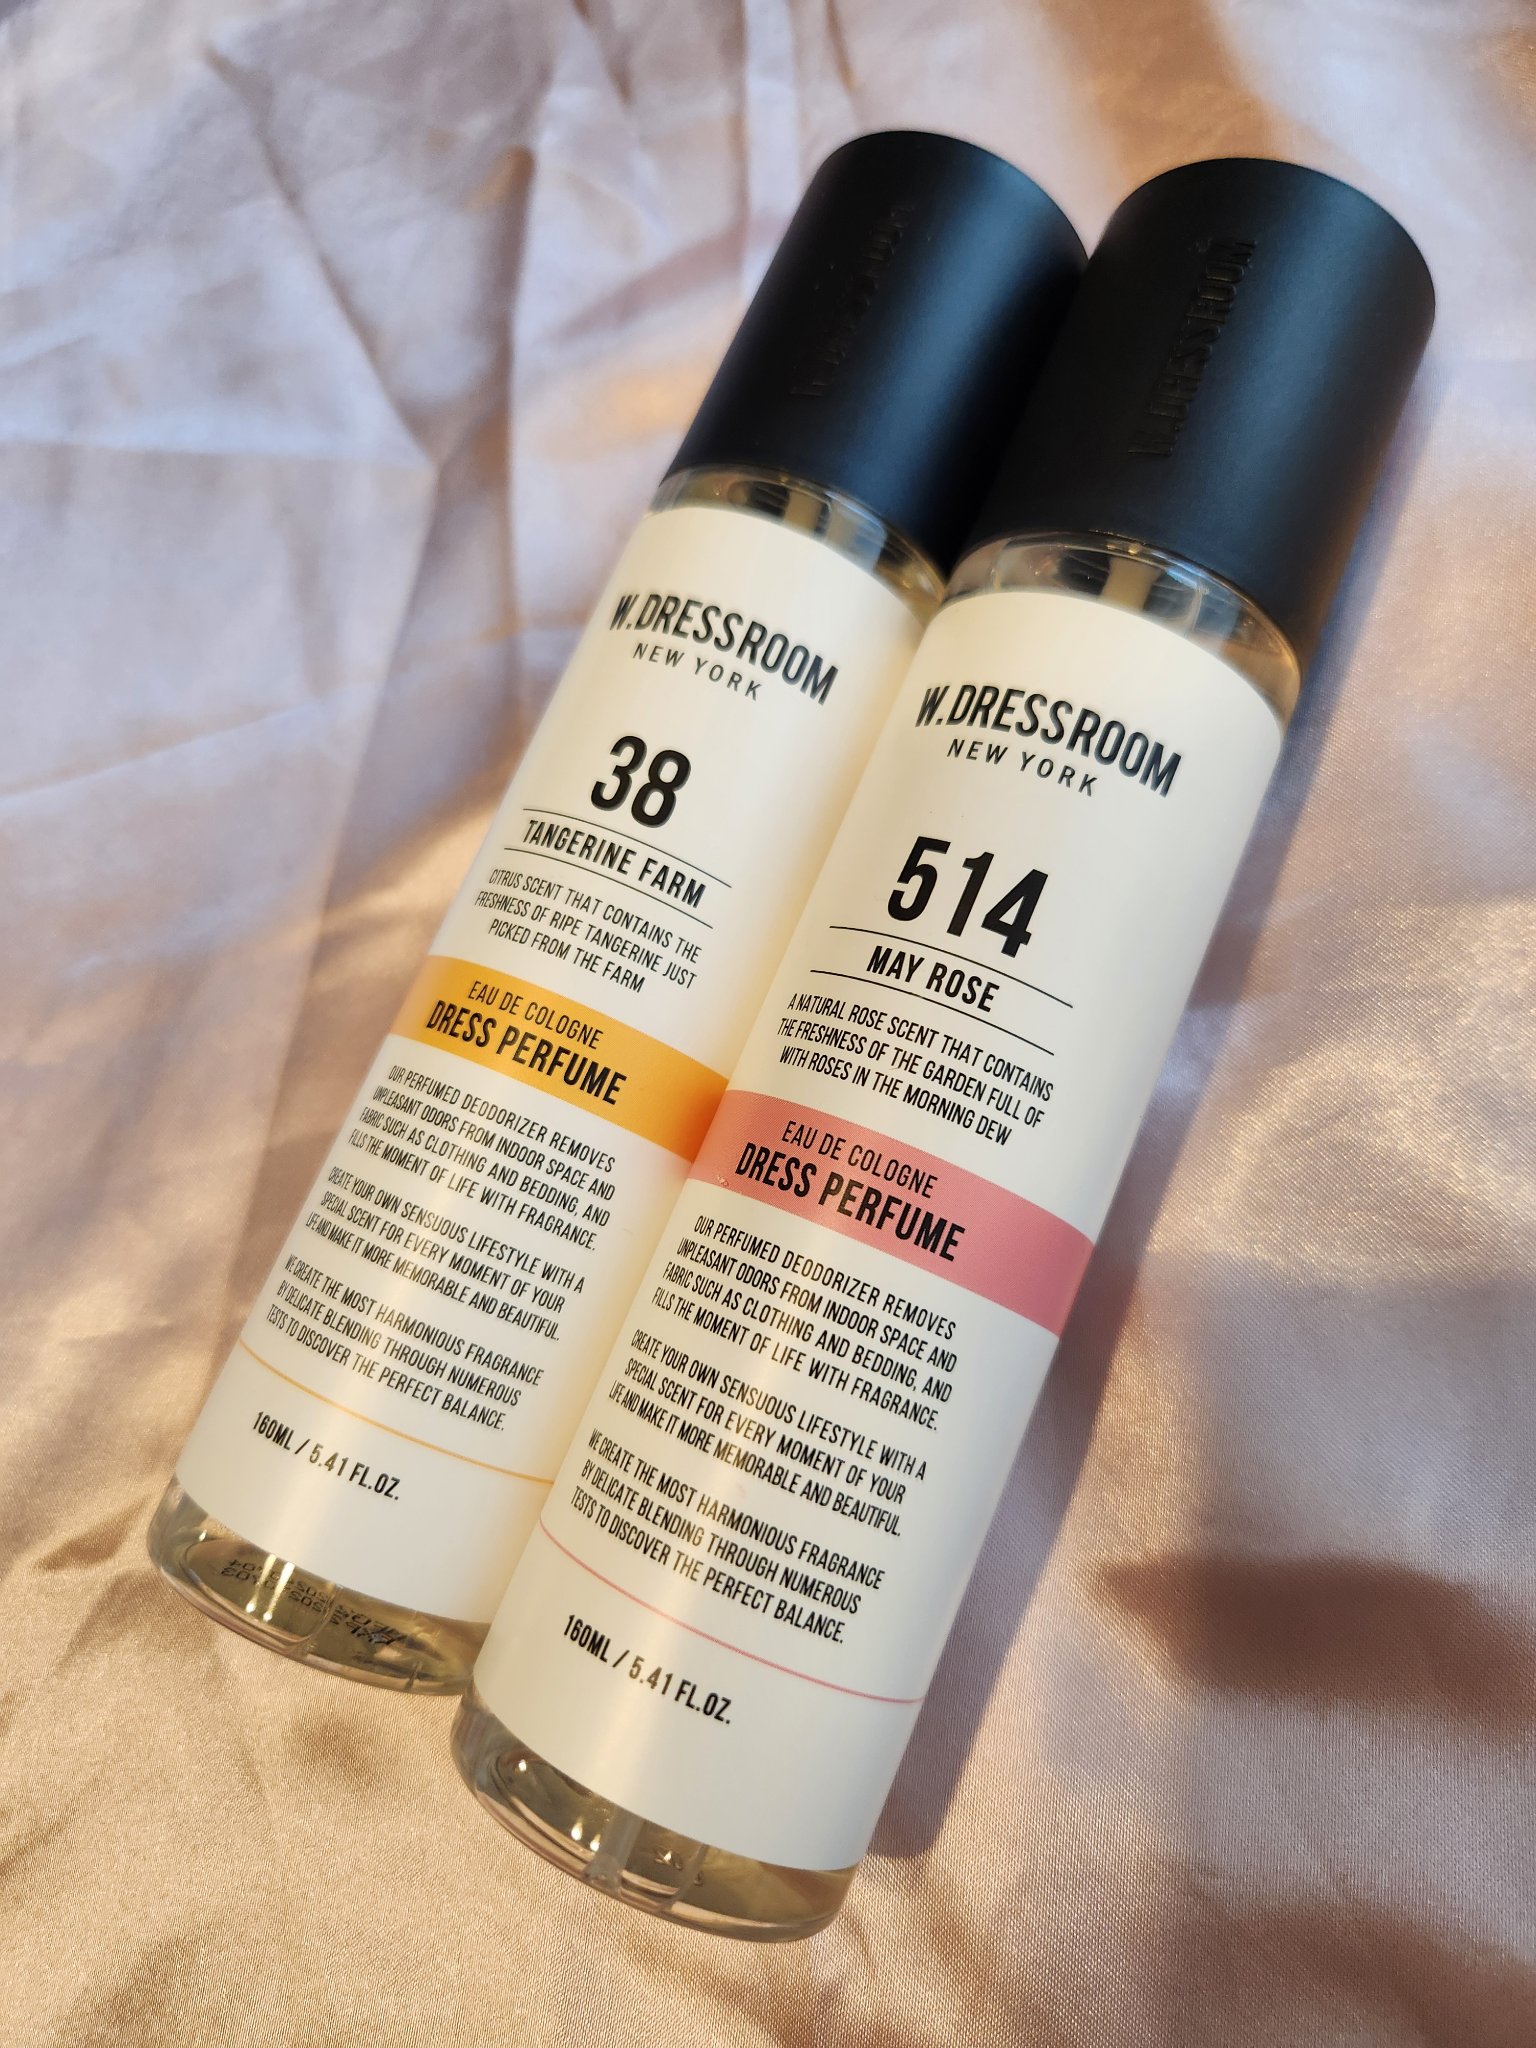 W.DRESSROOM
W.DRESSROOM
NEW YORK
38
TANGERINE FARM
CITRUS SCENT THAT CONTAINS THE
FRESHNESS OF RIPE TANGERINE JUST
PICKED FROM THE FARM
EAU DE COLOGNE
DRESS PERFUME
OUR PERFUMED DEODORIZER REMOVES
UNPLEASANT ODORS FROM INDOOR SPACE AND
FABRIC SUCH AS CLOTHING AND BEDDING, AND
FILLS THE MOMENT OF LIFE WITH FRAGRANCE.
CREATE YOUR OWN SENSUOUS LIFESTYLE WITH A
SPECIAL SCENT FOR EVERY MOMENT OF YOUR
LIFE AND MAKE IT MORE MEMORABLE AND BEAUTIFUL.
WE CREATE THE MOST HARMONIOUS FRAGRANCE
BY DELICATE BLENDING THROUGH NUMEROUS
TESTS TO DISCOVER THE PERFECT BALANCE.
160ML / 5.41 FL.OZ.
W.DRESSROOM
W.DRESSROOM
NEW YORK
514
MAY ROSE
A NATURAL ROSE SCENT THAT CONTAINS
THE FRESHNESS OF THE GARDEN FULL OF
WITH ROSES IN THE MORNING DEW
EAU DE COLOGNE
DRESS PERFUME
OUR PERFUMED DEODORIZER REMOVES
UNPLEASANT ODORS FROM INDOOR SPACE AND
FABRIC SUCH AS CLOTHING AND BEDDING, AND
FILLS THE MOMENT OF LIFE WITH FRAGRANCE.
CREATE YOUR OWN SENSUOUS LIFESTYLE WITH A
SPECIAL SCENT FOR EVERY MOMENT OF YOUR
LIFE AND MAKE IT MORE MEMORABLE AND BEAUTIFUL.
WE CREATE THE MOST HARMONIOUS FRAGRANCE
BY DELICATE BLENDING THROUGH NUMEROUS
TESTS TO DISCOVER THE PERFECT BALANCE.
160ML / 5.41 FL.OZ.